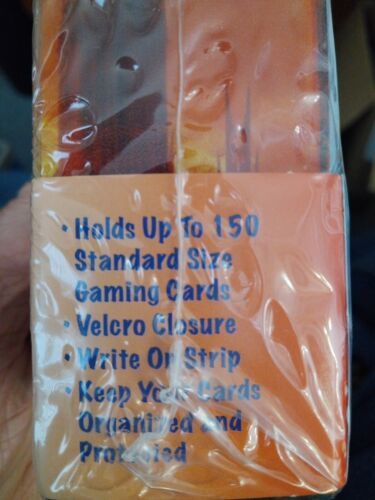 • Holds Up To 150
Standard Size
Gaming Cards
• Velcro Closure
• Write On Strip
• Keep Your Cards
Organized and
Protected